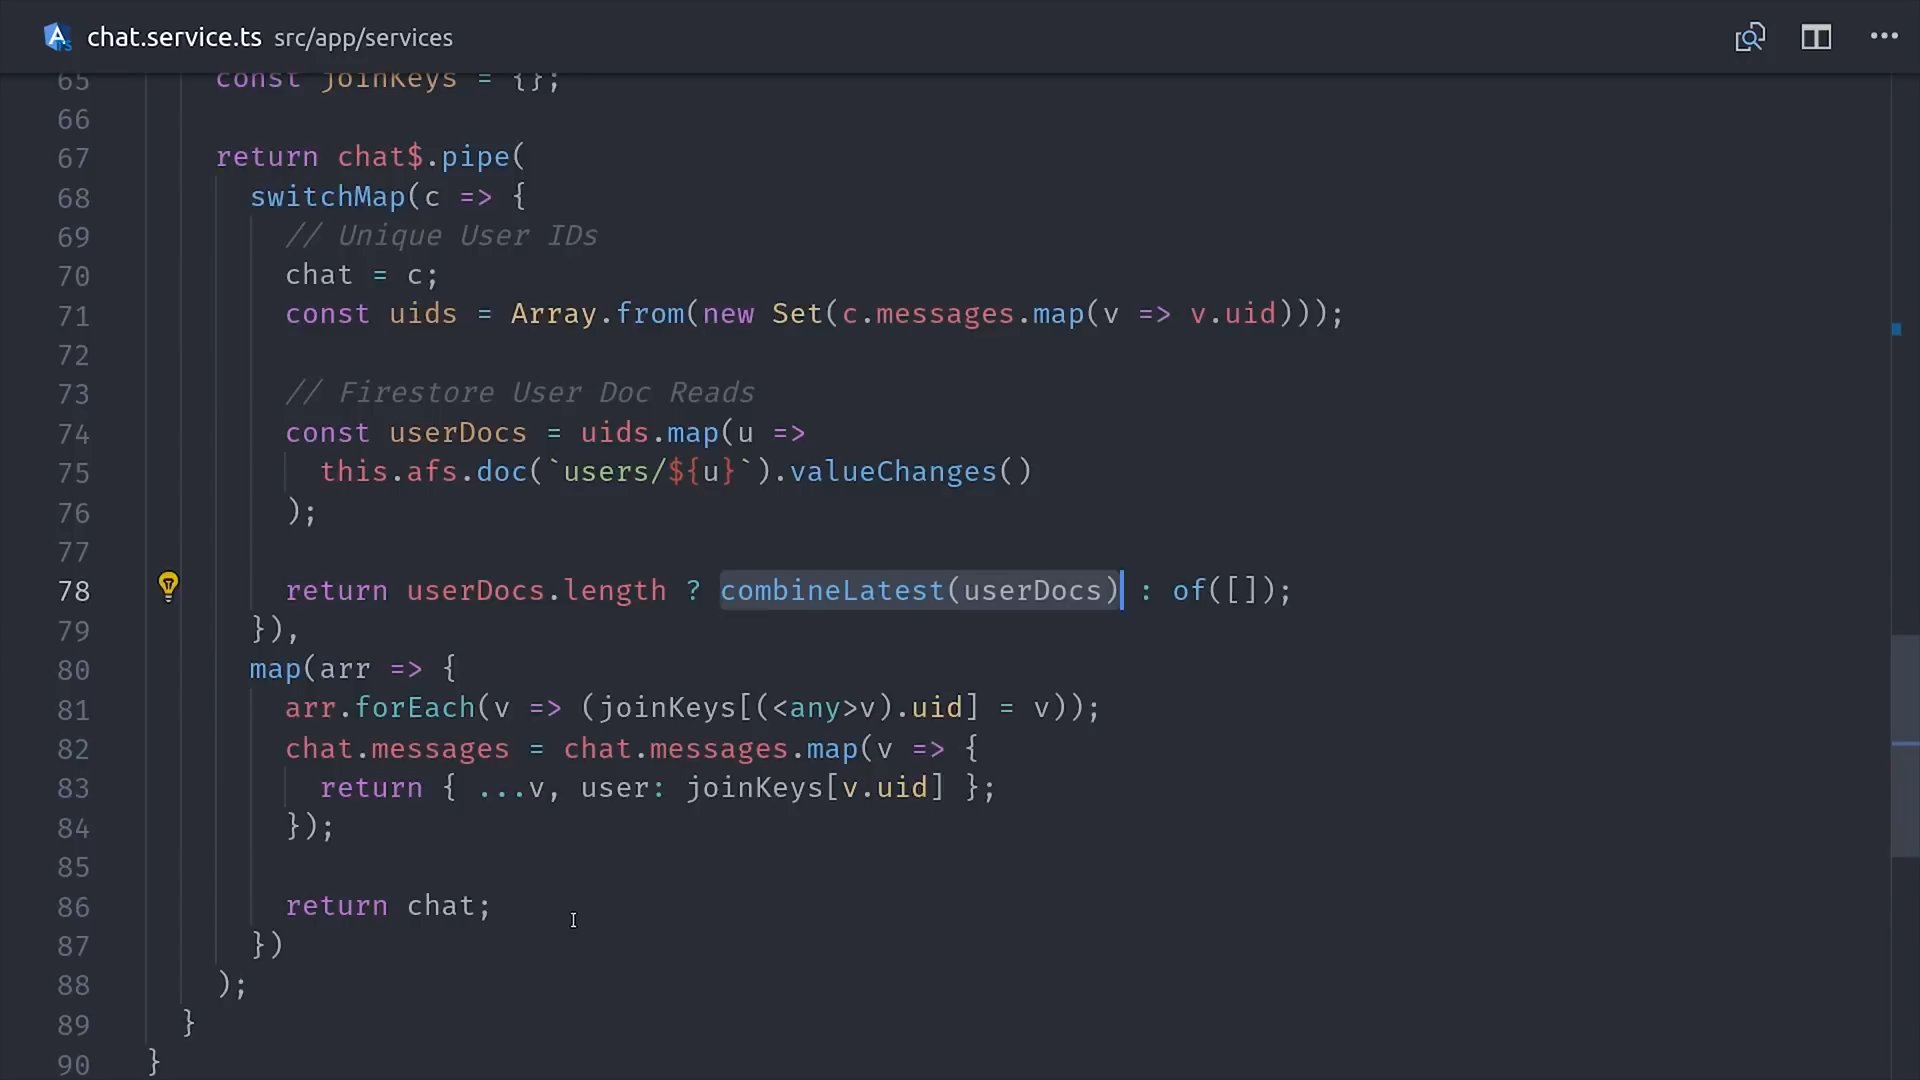 chat.service.ts src/app/services
65 const joinKeys = {};
66
67 return chat$.pipe(
68 switchMap(c => {
69 // Unique User IDs
70 chat = c;
71 const uids = Array.from(new Set(c.messages.map(v => v.uid)));
72
73 // Firestore User Doc Reads
74 const userDocs = uids.map(u =>
75 this.afs.doc(`users/${u}`).valueChanges()
76 );
77
78 return userDocs.length ? combineLatest(userDocs) : of([]);
79 }),
80 map(arr => {
81 arr.forEach(v => (joinKeys[(<any>v).uid] = v));
82 chat.messages = chat.messages.map(v => {
83 return { ...v, user: joinKeys[v.uid] };
84 });
85
86 return chat;
87 })
88 );
89 }
90 }